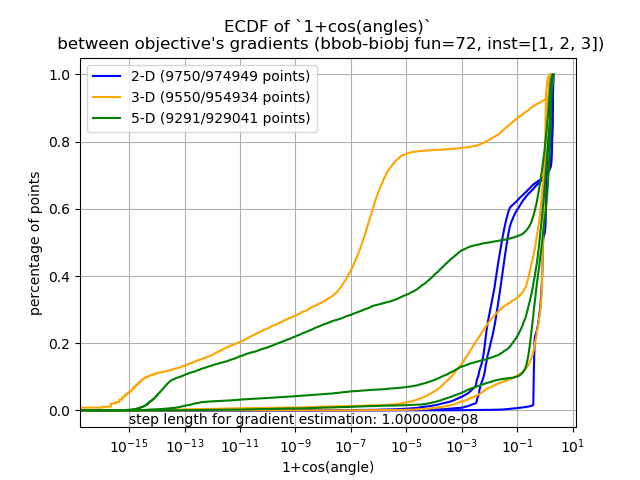 ECDF of `1+cos(angles)`
between objective's gradients (bbob-biobj fun=72, inst=[1, 2, 3])
2-D (9750/974949 points)
3-D (9550/954934 points)
5-D (9291/929041 points)
percentage of points
1.0
0.8
0.6
0.4
0.2
0.0
step length for gradient estimation: 1.000000e-08
10⁻¹⁵ 10⁻¹³ 10⁻¹¹ 10⁻⁹ 10⁻⁷ 10⁻⁵ 10⁻³ 10⁻¹ 10¹
1+cos(angle)